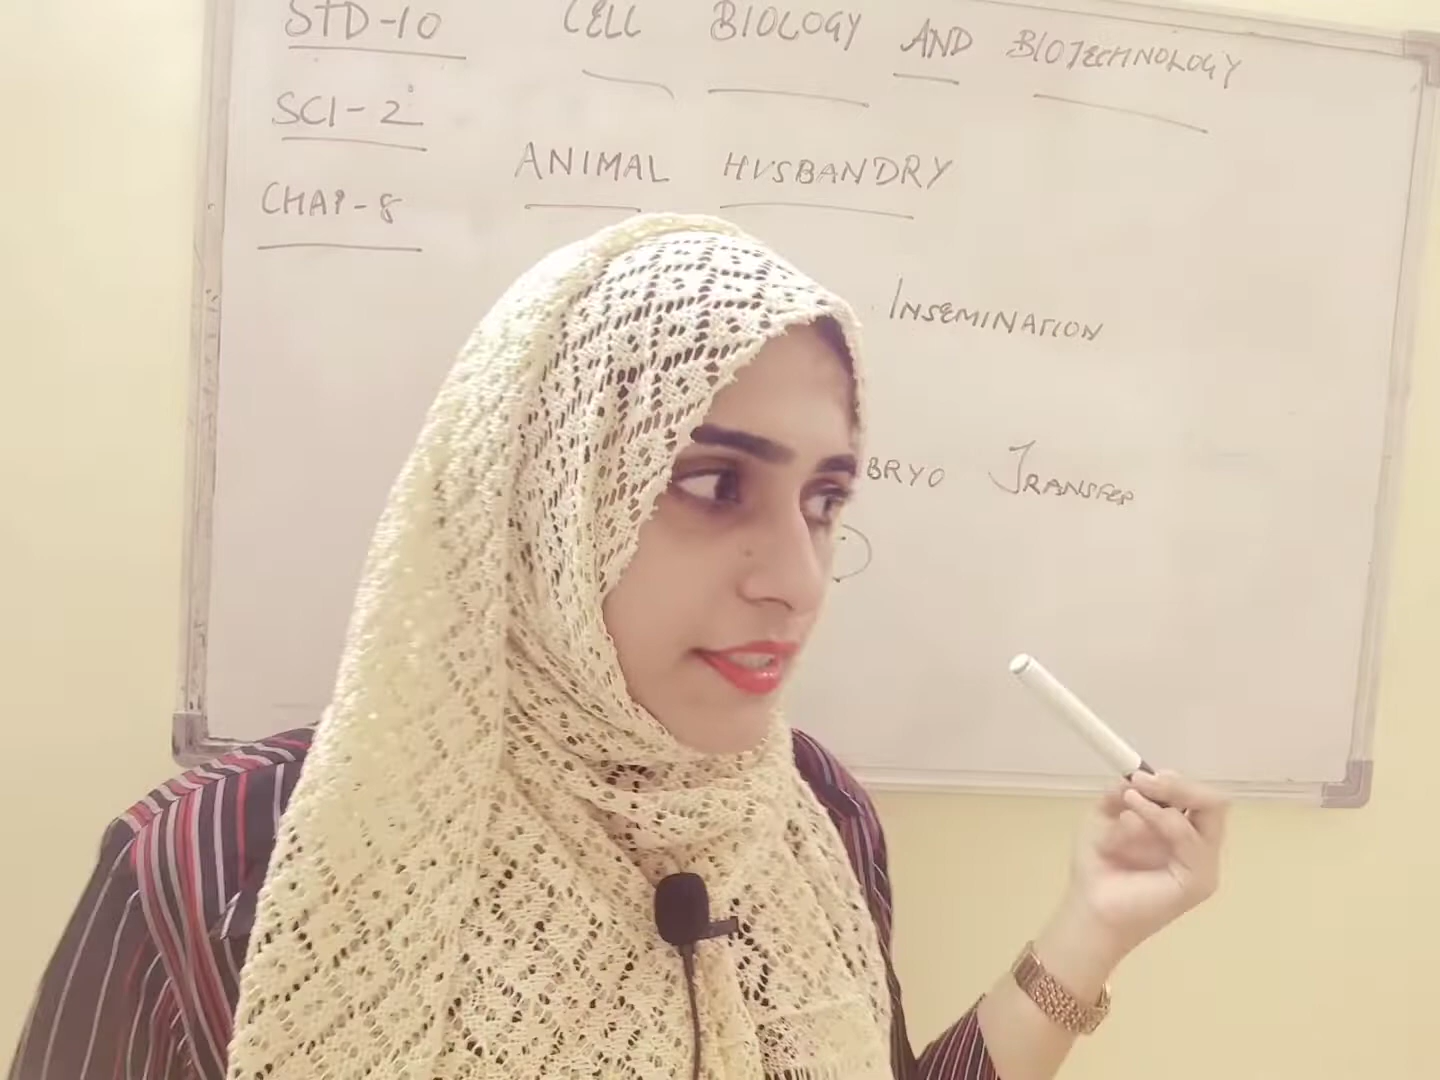 STD-10 CELL BIOLOGY AND BIOTECHNOLOGY
SCI-2
ANIMAL HUSBANDRY
CHAP-8
INSEMINATION
BRYO TRANSFER